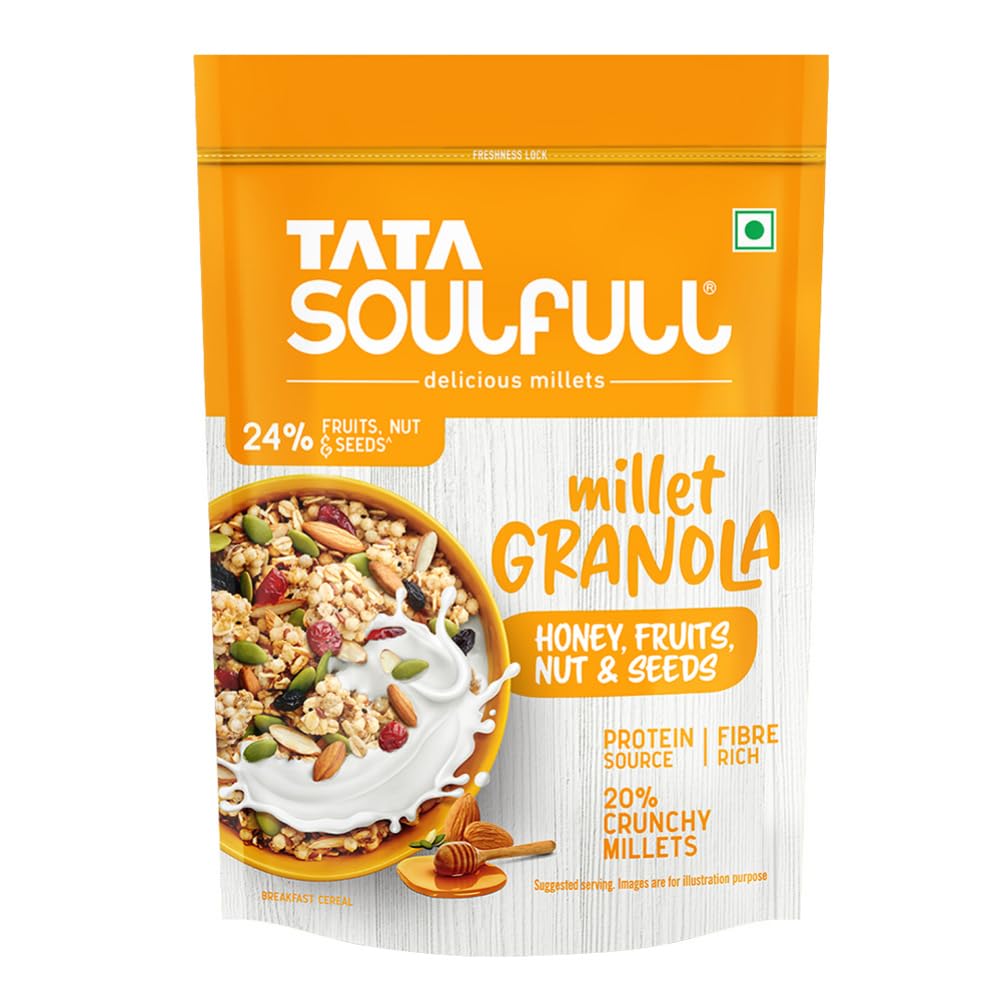 FRESHNESS LOCK
TATA
SOULFULL®
delicious millets
24% FRUITS, NUT
& SEEDS^
millet
GRANOLA
HONEY, FRUITS,
NUT & SEEDS
PROTEIN | FIBRE
SOURCE | RICH
20%
CRUNCHY
MILLETS
Suggested serving. Images are for illustration purpose
BREAKFAST CEREAL